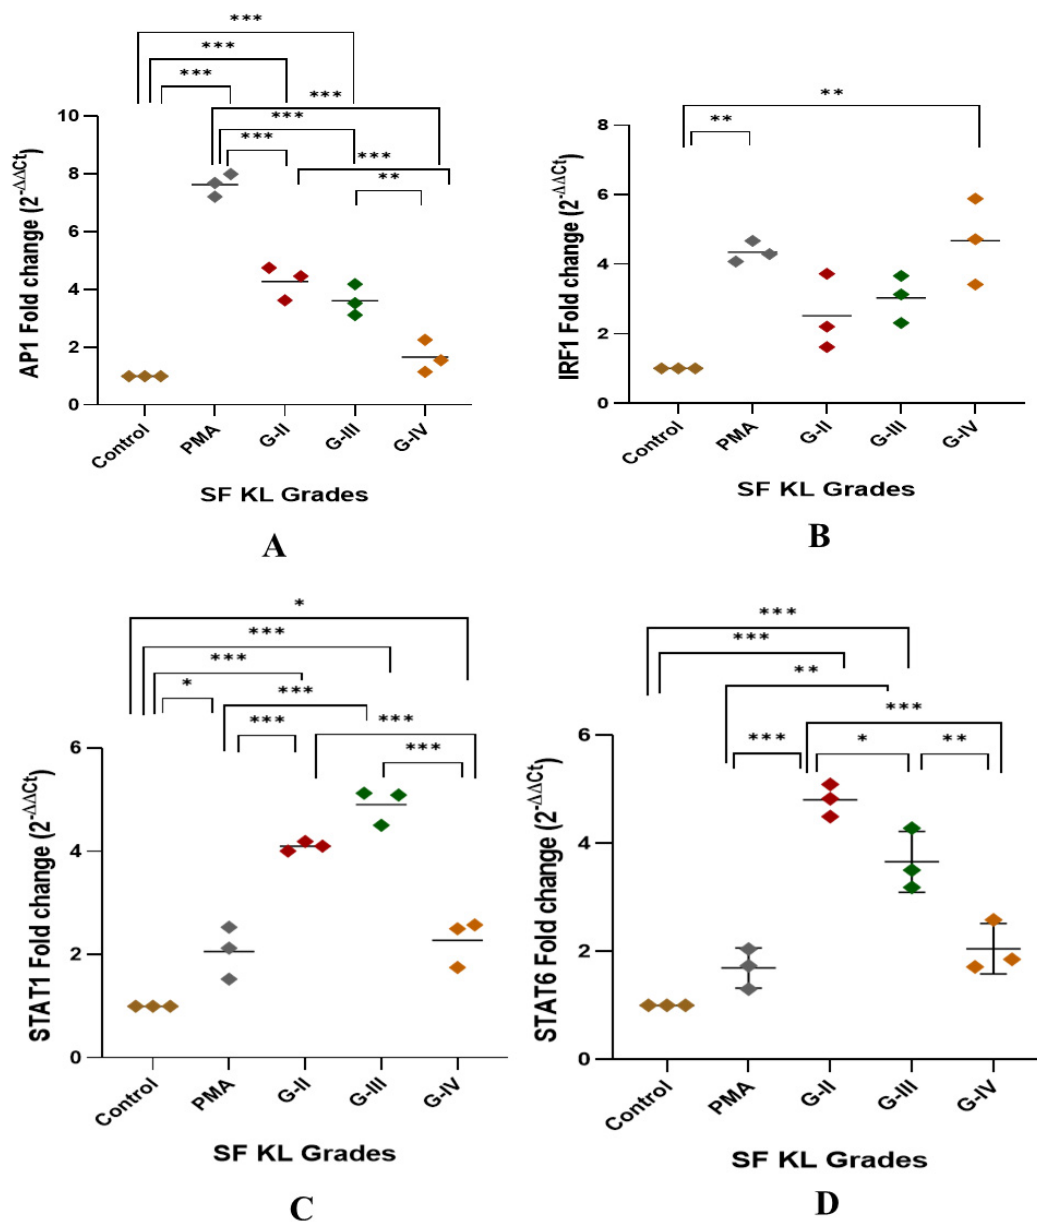 ***
***
***
***
***
***
***
**
AP1 Fold change (2^-ΔΔCt)
10
8
6
4
2
0
Control
PMA
G-II
G-III
G-IV
SF KL Grades
A
**
**
IRF1 Fold change (2^-ΔΔCt)
8
6
4
2
0
Control
PMA
G-II
G-III
G-IV
SF KL Grades
B
*
***
***
*
***
***
***
***
STAT1 Fold change (2^-ΔΔCt)
6
4
2
0
Control
PMA
G-II
G-III
G-IV
SF KL Grades
C
***
***
**
***
***
*
**
STAT6 Fold change (2^-ΔΔCt)
6
4
2
0
Control
PMA
G-II
G-III
G-IV
SF KL Grades
D